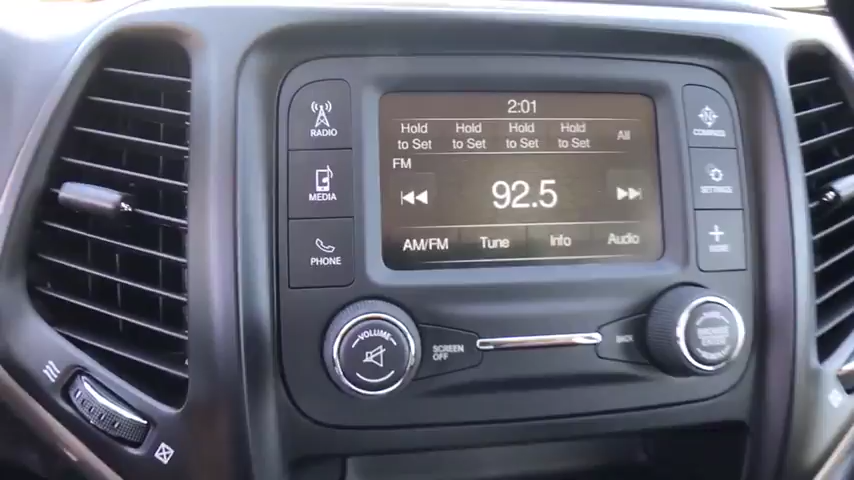 2:01
Hold Hold Hold Hold All
to Set to Set to Set to Set
FM
92.5
AM/FM Tune Info Audio
RADIO
MEDIA
PHONE
COMPASS
SETTINGS
MORE
VOLUME
SCREEN
OFF
BACK
BROWSE
ENTER